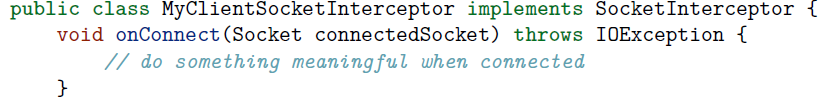 public class MyClientSocketInterceptor implements SocketInterceptor {
    void onConnect(Socket connectedSocket) throws IOException {
        // do something meaningful when connected
    }